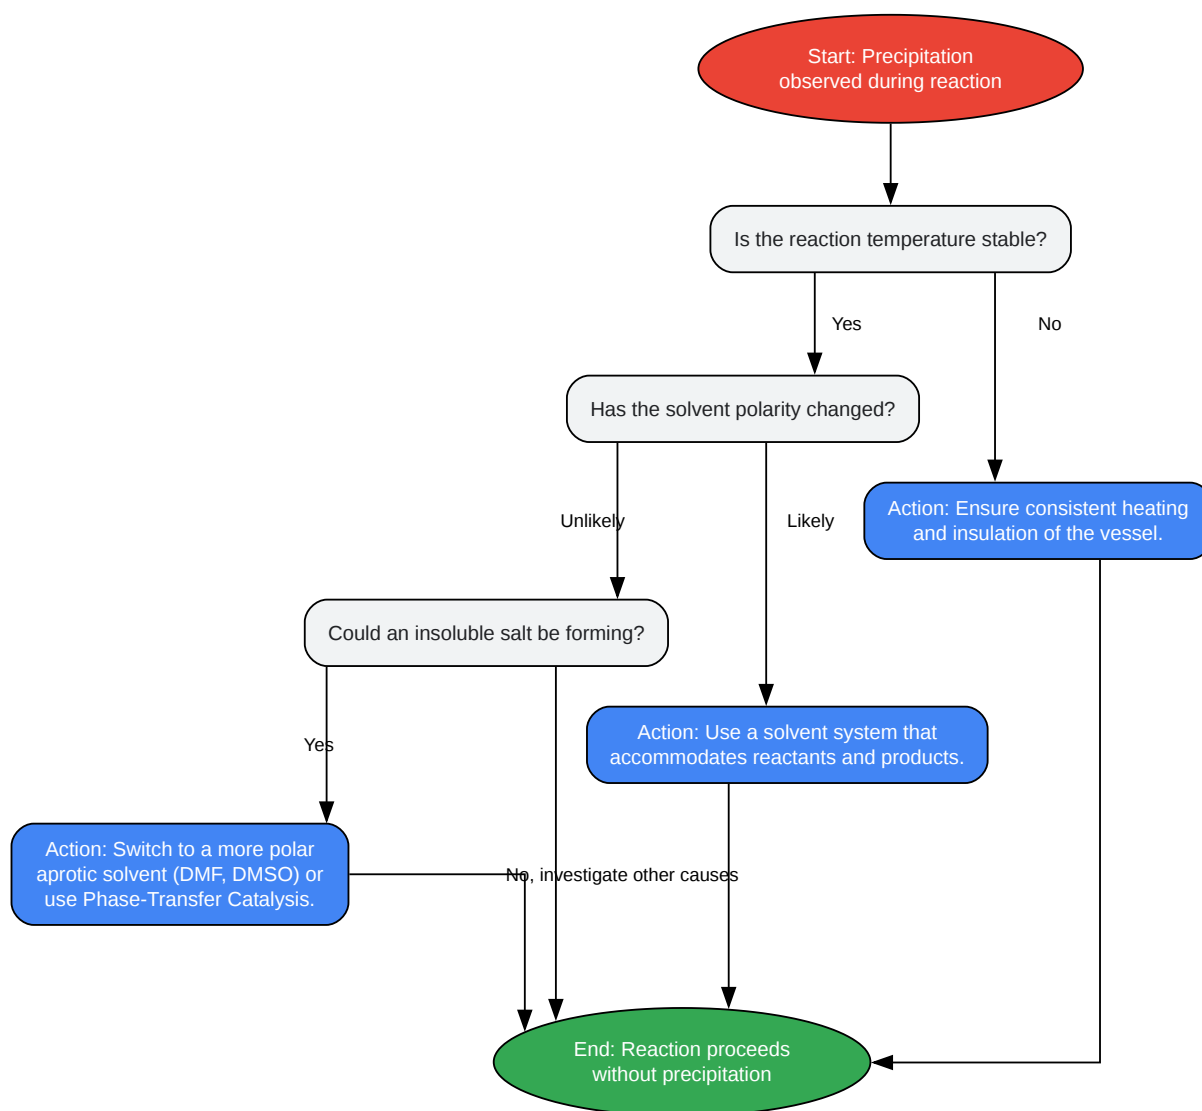 Start: Precipitation
observed during reaction
Is the reaction temperature stable?
Yes
No
Has the solvent polarity changed?
Unlikely
Likely
Action: Ensure consistent heating
and insulation of the vessel.
Could an insoluble salt be forming?
Yes
Action: Use a solvent system that
accommodates reactants and products.
Action: Switch to a more polar
aprotic solvent (DMF, DMSO) or
use Phase-Transfer Catalysis.
No, investigate other causes
End: Reaction proceeds
without precipitation